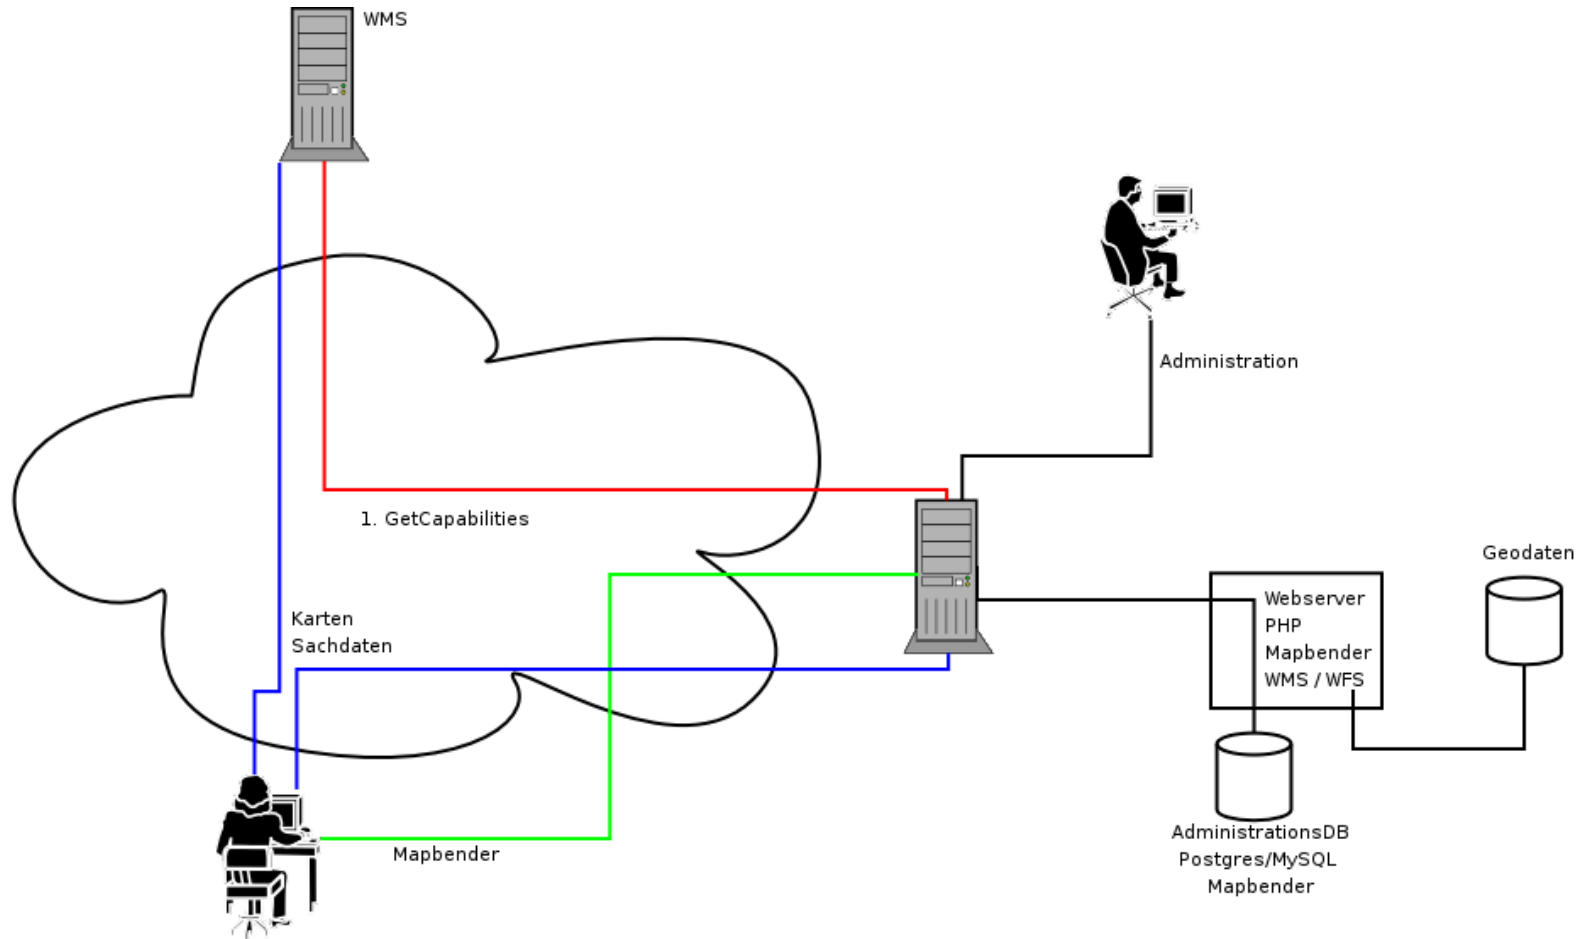 WMS
Administration
1. GetCapabilities
Geodaten
Webserver
PHP
Mapbender
WMS / WFS
Karten
Sachdaten
AdministrationsDB
Postgres/MySQL
Mapbender
Mapbender